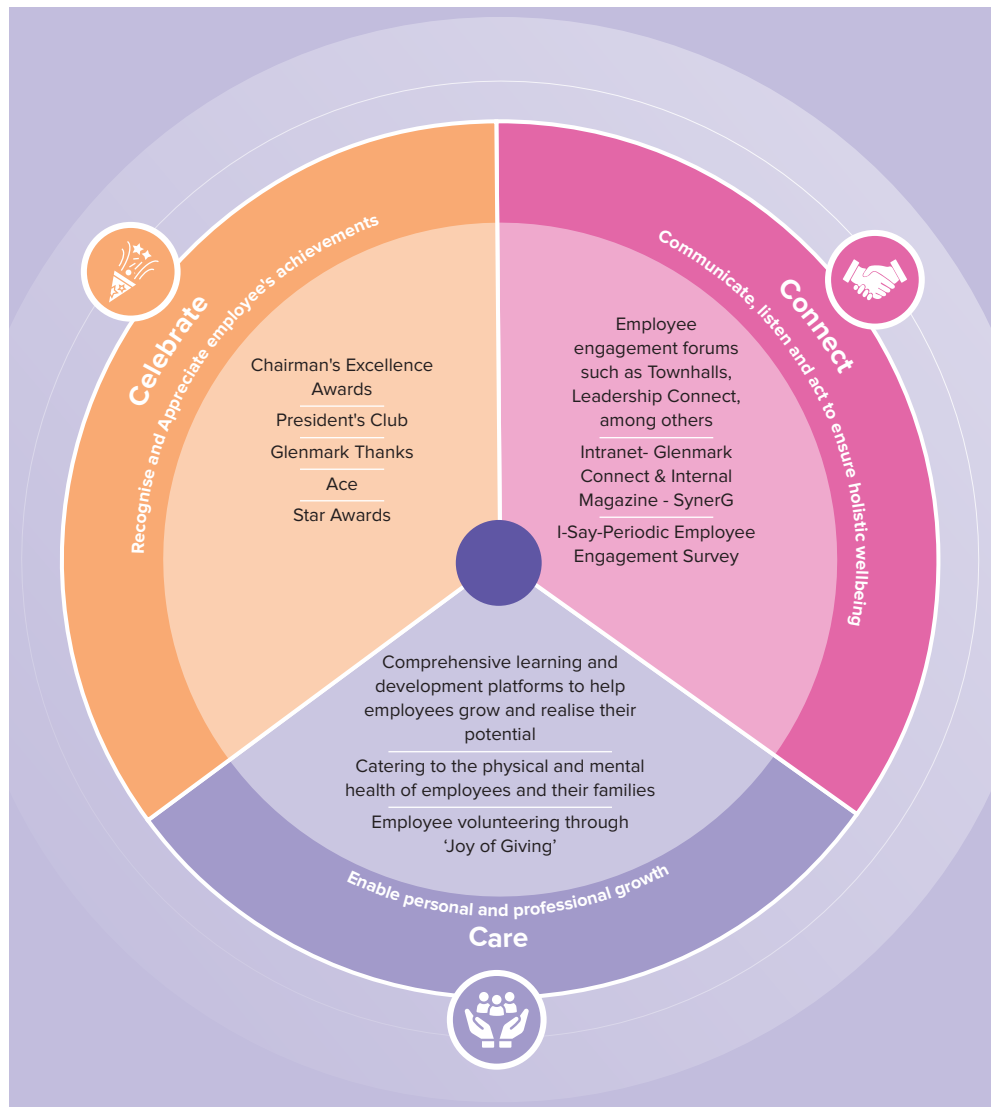 Celebrate
Recognise and Appreciate employee's achievements
Chairman's Excellence
Awards
President's Club
Glenmark Thanks
Ace
Star Awards
Connect
Communicate, listen and act to ensure holistic wellbeing
Employee
engagement forums
such as Townhalls,
Leadership Connect,
among others
Intranet- Glenmark
Connect & Internal
Magazine - SynerG
I-Say-Periodic Employee
Engagement Survey
Comprehensive learning and
development platforms to help
employees grow and realise their
potential
Catering to the physical and mental
health of employees and their families
Employee volunteering through
‘Joy of Giving’
Enable personal and professional growth
Care